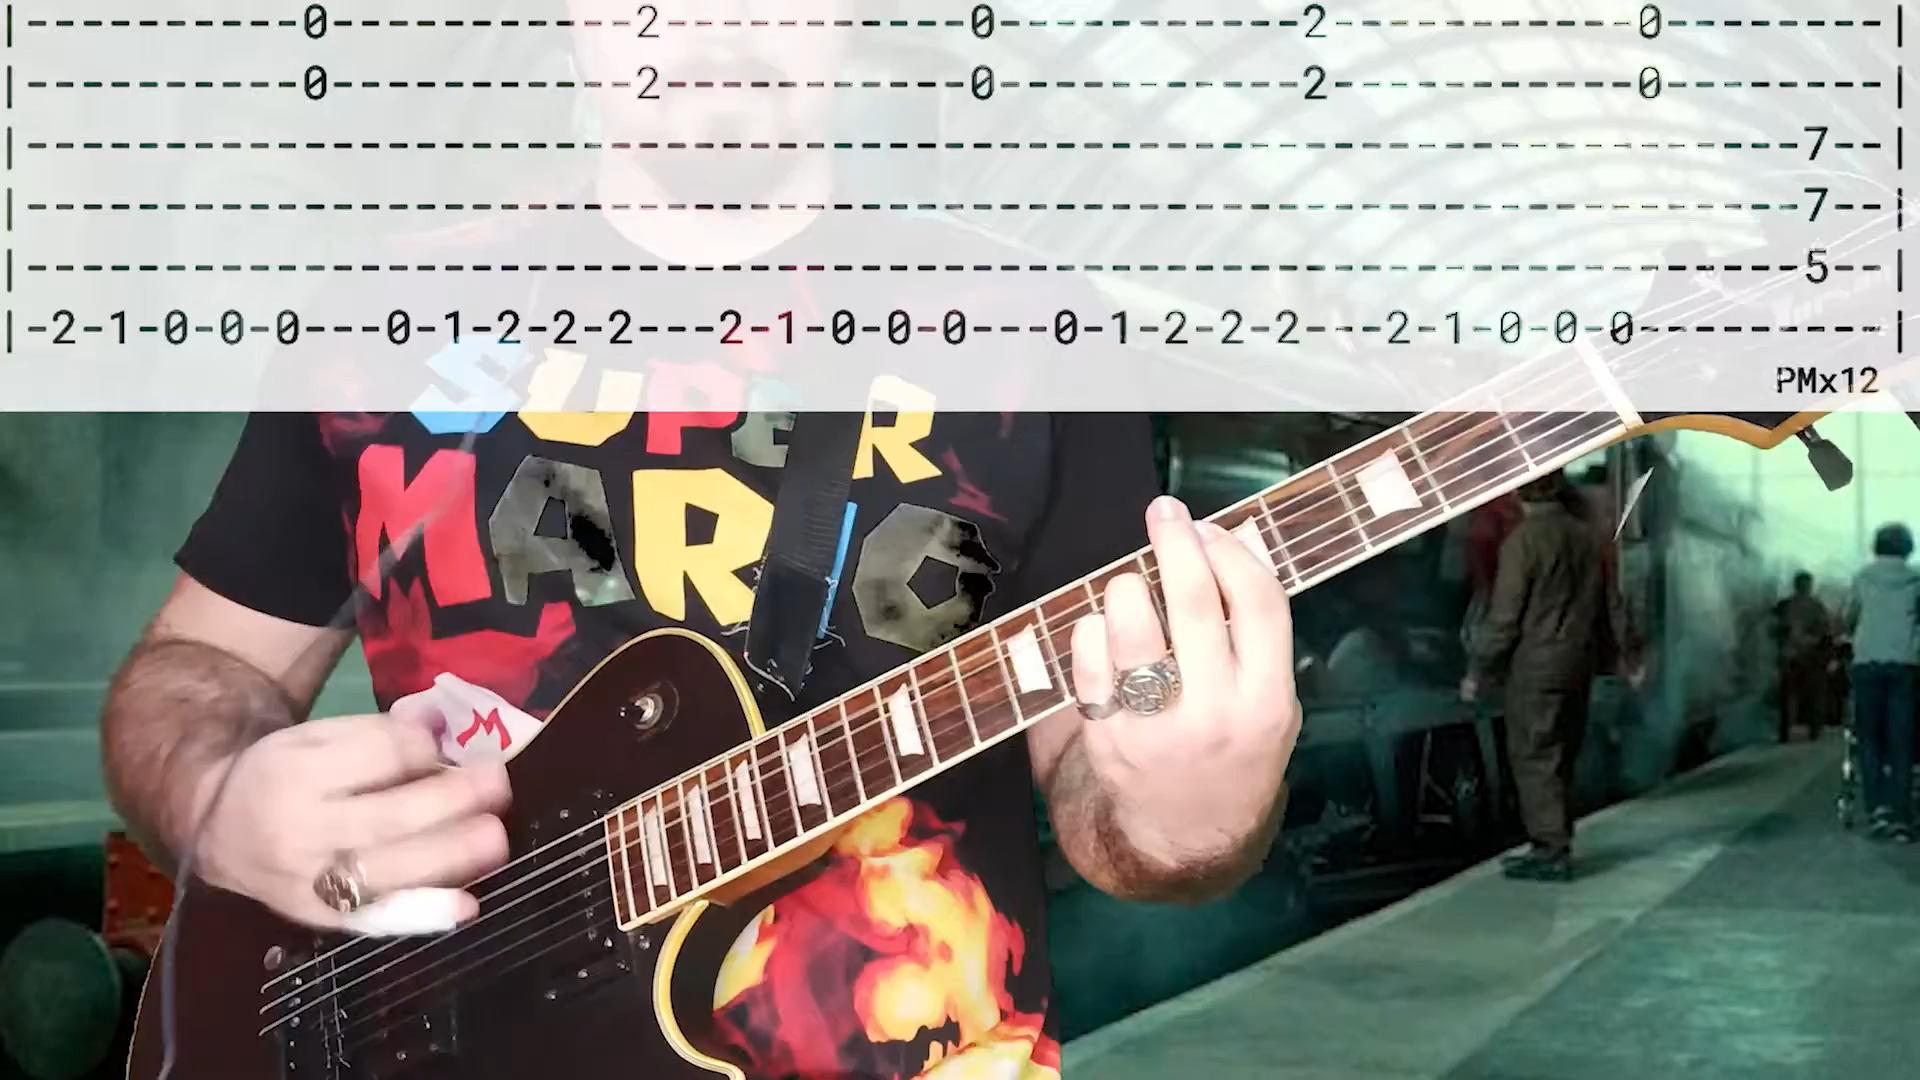 |----------0-----------2-----------0-----------2-----------0--------|
|----------0-----------2-----------0-----------2-----------0--------|
|----------------------------------------------------------------7--|
|----------------------------------------------------------------7--|
|----------------------------------------------------------------5--|
|-2-1-0-0-0---0-1-2-2-2---2-1-0-0-0---0-1-2-2-2---2-1-0-0-0---------|
PMx12
SUPER
MARIO
M